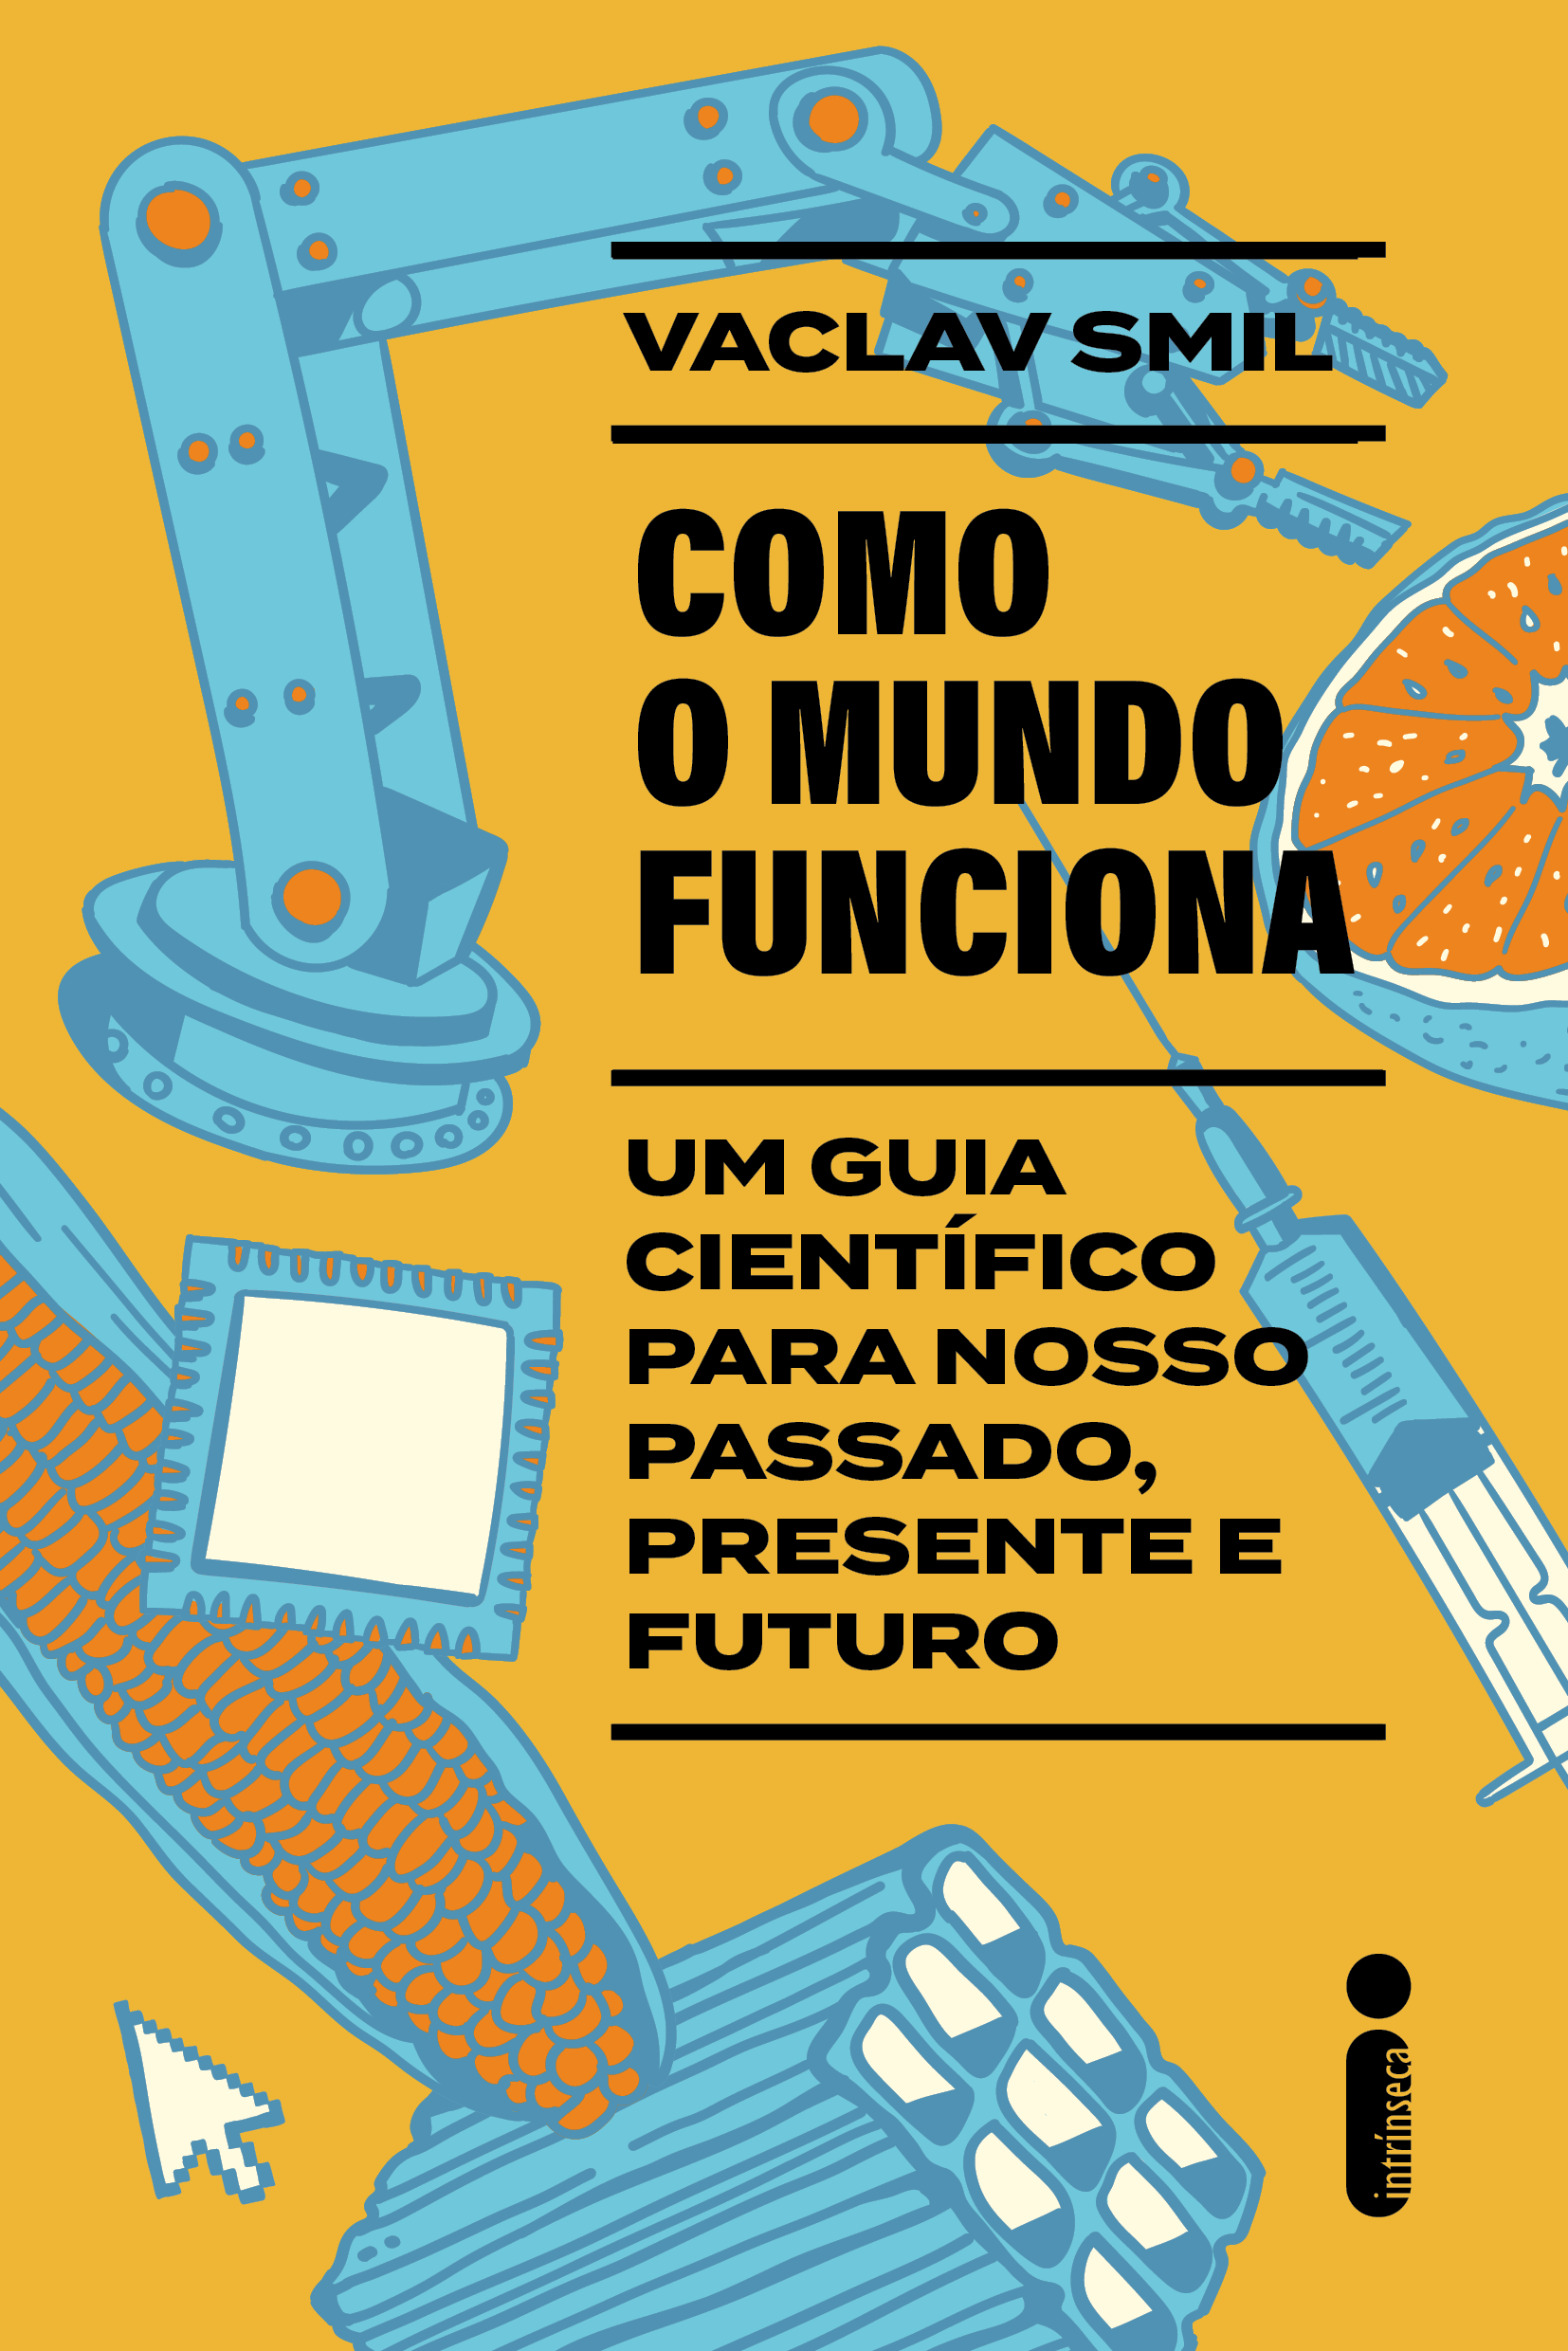 VACLAV SMIL
COMO
O MUNDO
FUNCIONA
UM GUIA
CIENTÍFICO
PARA NOSSO
PASSADO,
PRESENTE E
FUTURO
intrínseca